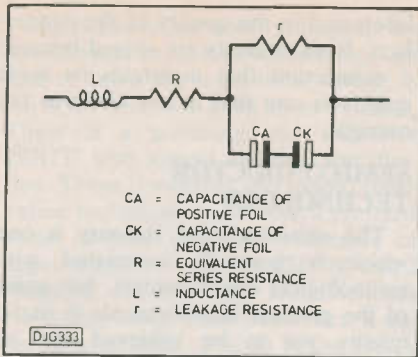 r
L
R
CA
CK
CA = CAPACITANCE OF
POSITIVE FOIL
CK = CAPACITANCE OF
NEGATIVE FOIL
R = EQUIVALENT
SERIES RESISTANCE
L = INDUCTANCE
r = LEAKAGE RESISTANCE
DJG333